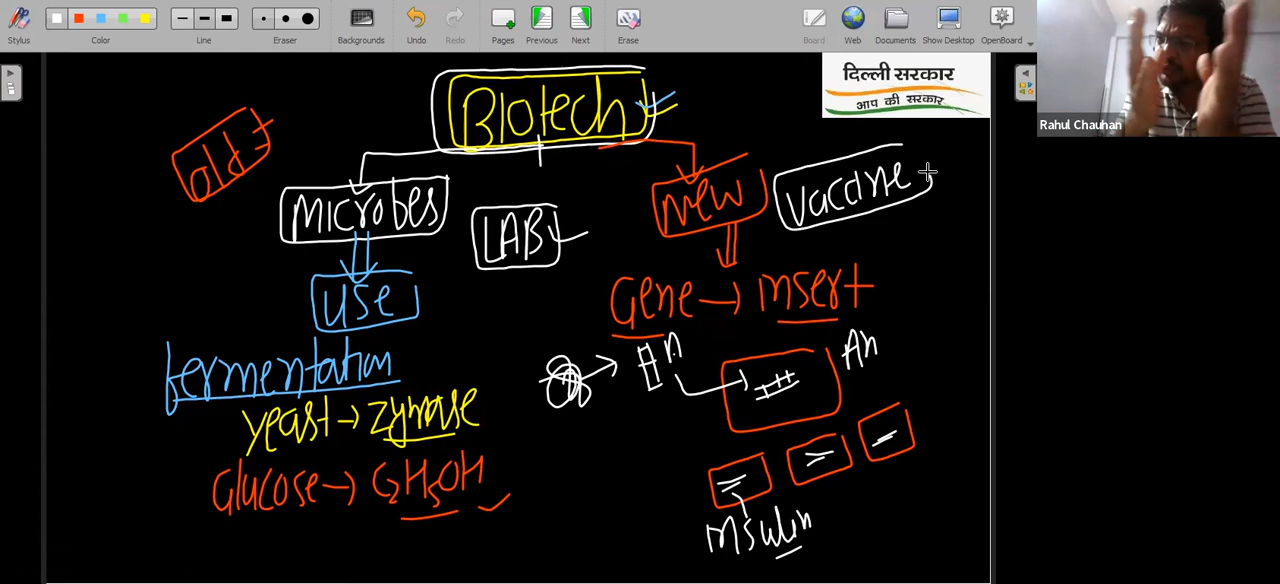 Stylus
Color
Line
Eraser
Backgrounds
Undo
Redo
Pages
Previous
Next
Erase
Board
Web
Documents
Show Desktop
OpenBoard
Rahul Chauhan
दिल्ली सरकार
आप की सरकार
Biotech
old
Microbes
LAB
New
Vaccine
use
Gene → Insert
fermentation
An
yeast → zymase
Glucose → C₂H₅OH
Insulin